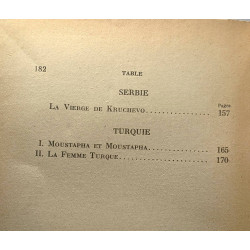 182 TABLE
SERBIE
Pages
La Vierge de Kruchevo.................. 157
TURQUIE
I. Moustapha et Moustapha............. 165
II. La Femme Turque.................... 170